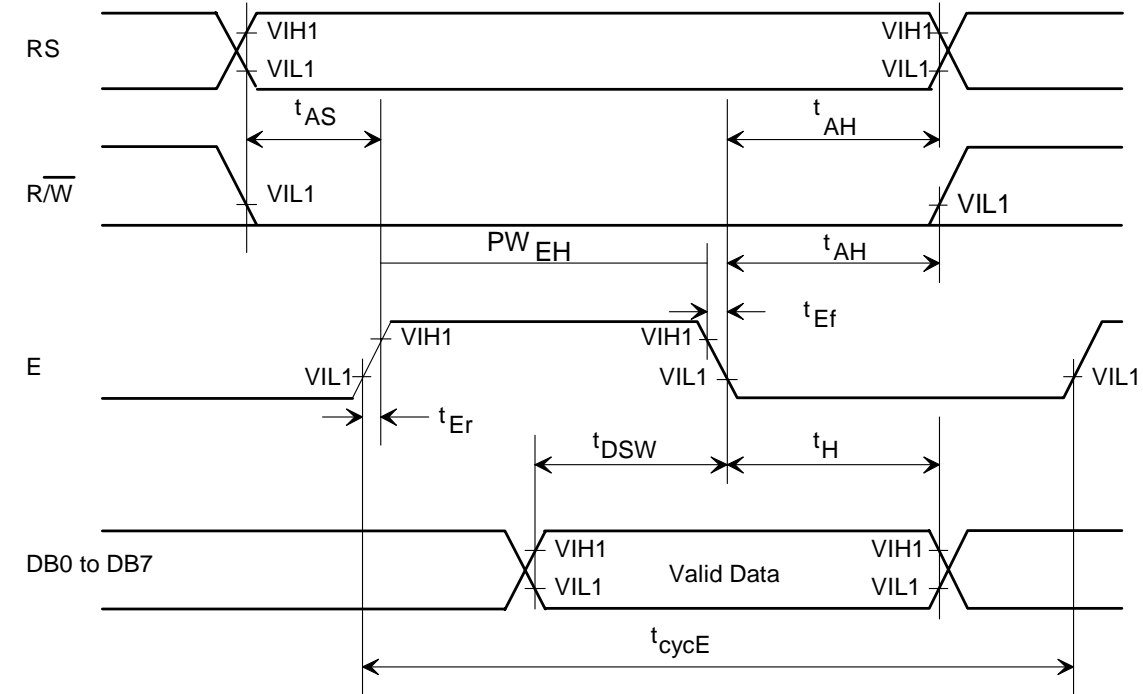 RS
VIH1
VIH1
VIL1
VIL1
tAS
tAH
R/W
VIL1
VIL1
PWEH
tAH
tEf
E
VIH1
VIH1
VIL1
VIL1
VIL1
tEr
tDSW
tH
DB0 to DB7
VIH1
VIH1
Valid Data
VIL1
VIL1
tcycE